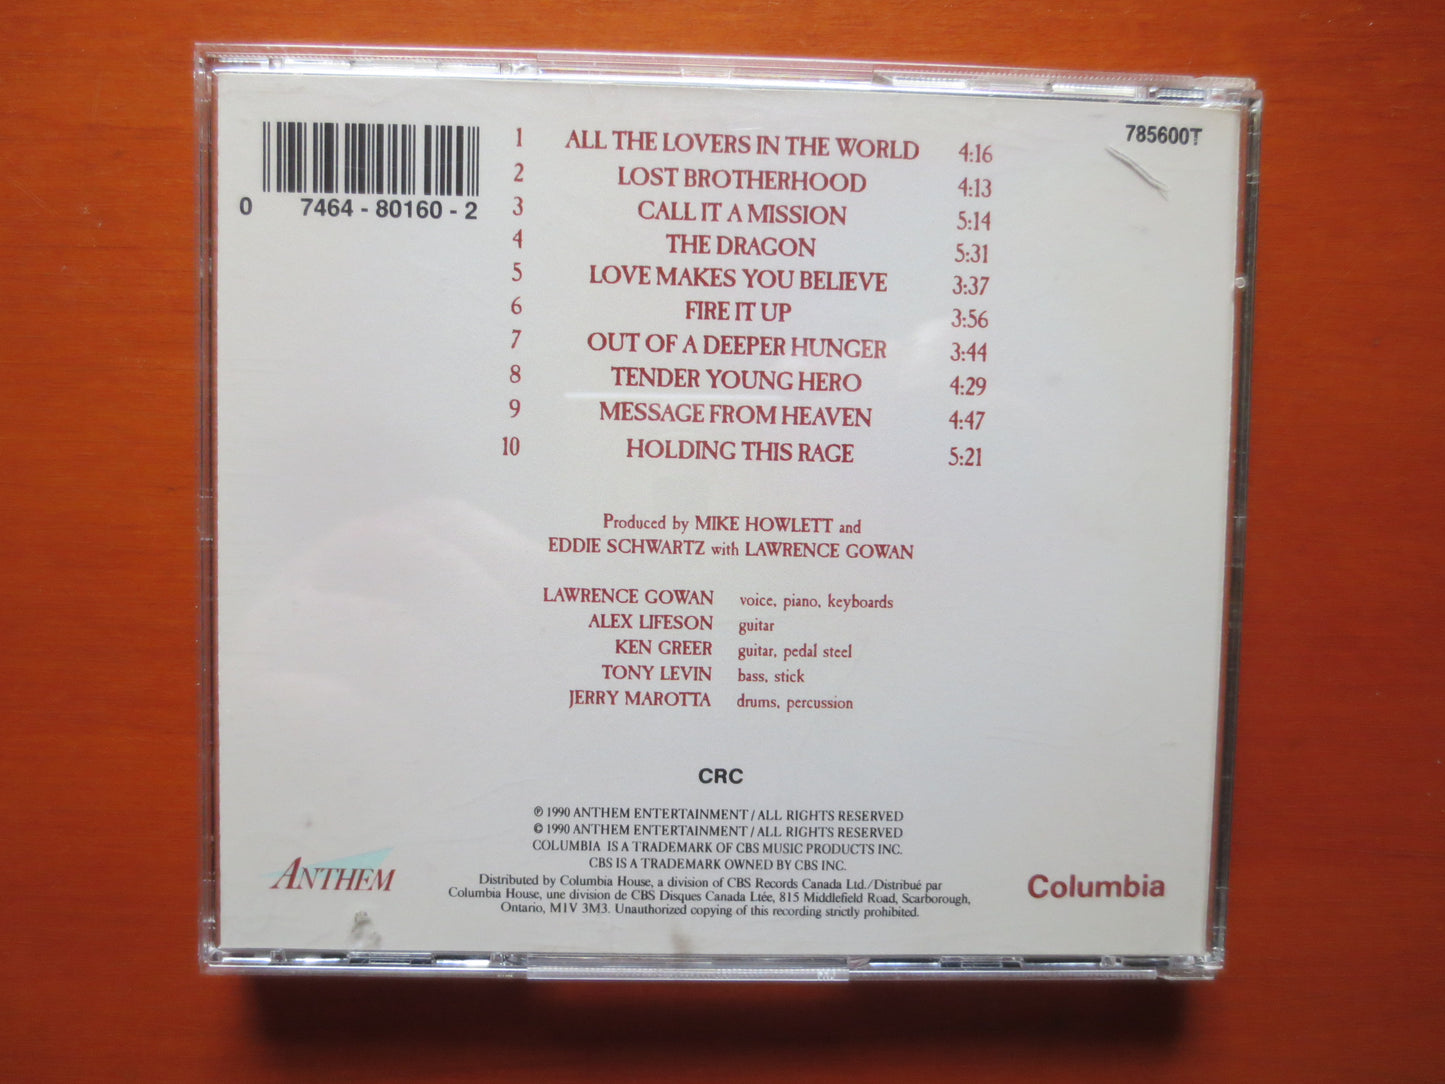 785600T
0 7464 - 80160 - 2
1 ALL THE LOVERS IN THE WORLD 4:16
2 LOST BROTHERHOOD 4:13
3 CALL IT A MISSION 5:14
4 THE DRAGON 5:31
5 LOVE MAKES YOU BELIEVE 3:37
6 FIRE IT UP 3:56
7 OUT OF A DEEPER HUNGER 3:44
8 TENDER YOUNG HERO 4:29
9 MESSAGE FROM HEAVEN 4:47
10 HOLDING THIS RAGE 5:21
Produced by MIKE HOWLETT and
EDDIE SCHWARTZ with LAWRENCE GOWAN
LAWRENCE GOWAN voice, piano, keyboards
ALEX LIFESON guitar
KEN GREER guitar, pedal steel
TONY LEVIN bass, stick
JERRY MAROTTA drums, percussion
CRC
℗ 1990 ANTHEM ENTERTAINMENT / ALL RIGHTS RESERVED
© 1990 ANTHEM ENTERTAINMENT / ALL RIGHTS RESERVED
COLUMBIA IS A TRADEMARK OF CBS MUSIC PRODUCTS INC.
CBS IS A TRADEMARK OWNED BY CBS INC.
Distributed by Columbia House, a division of CBS Records Canada Ltd./Distribué par
Columbia House, une division de CBS Disques Canada Ltée, 815 Middlefield Road, Scarborough,
Ontario, M1V 3M3. Unauthorized copying of this recording strictly prohibited.
ANTHEM
Columbia